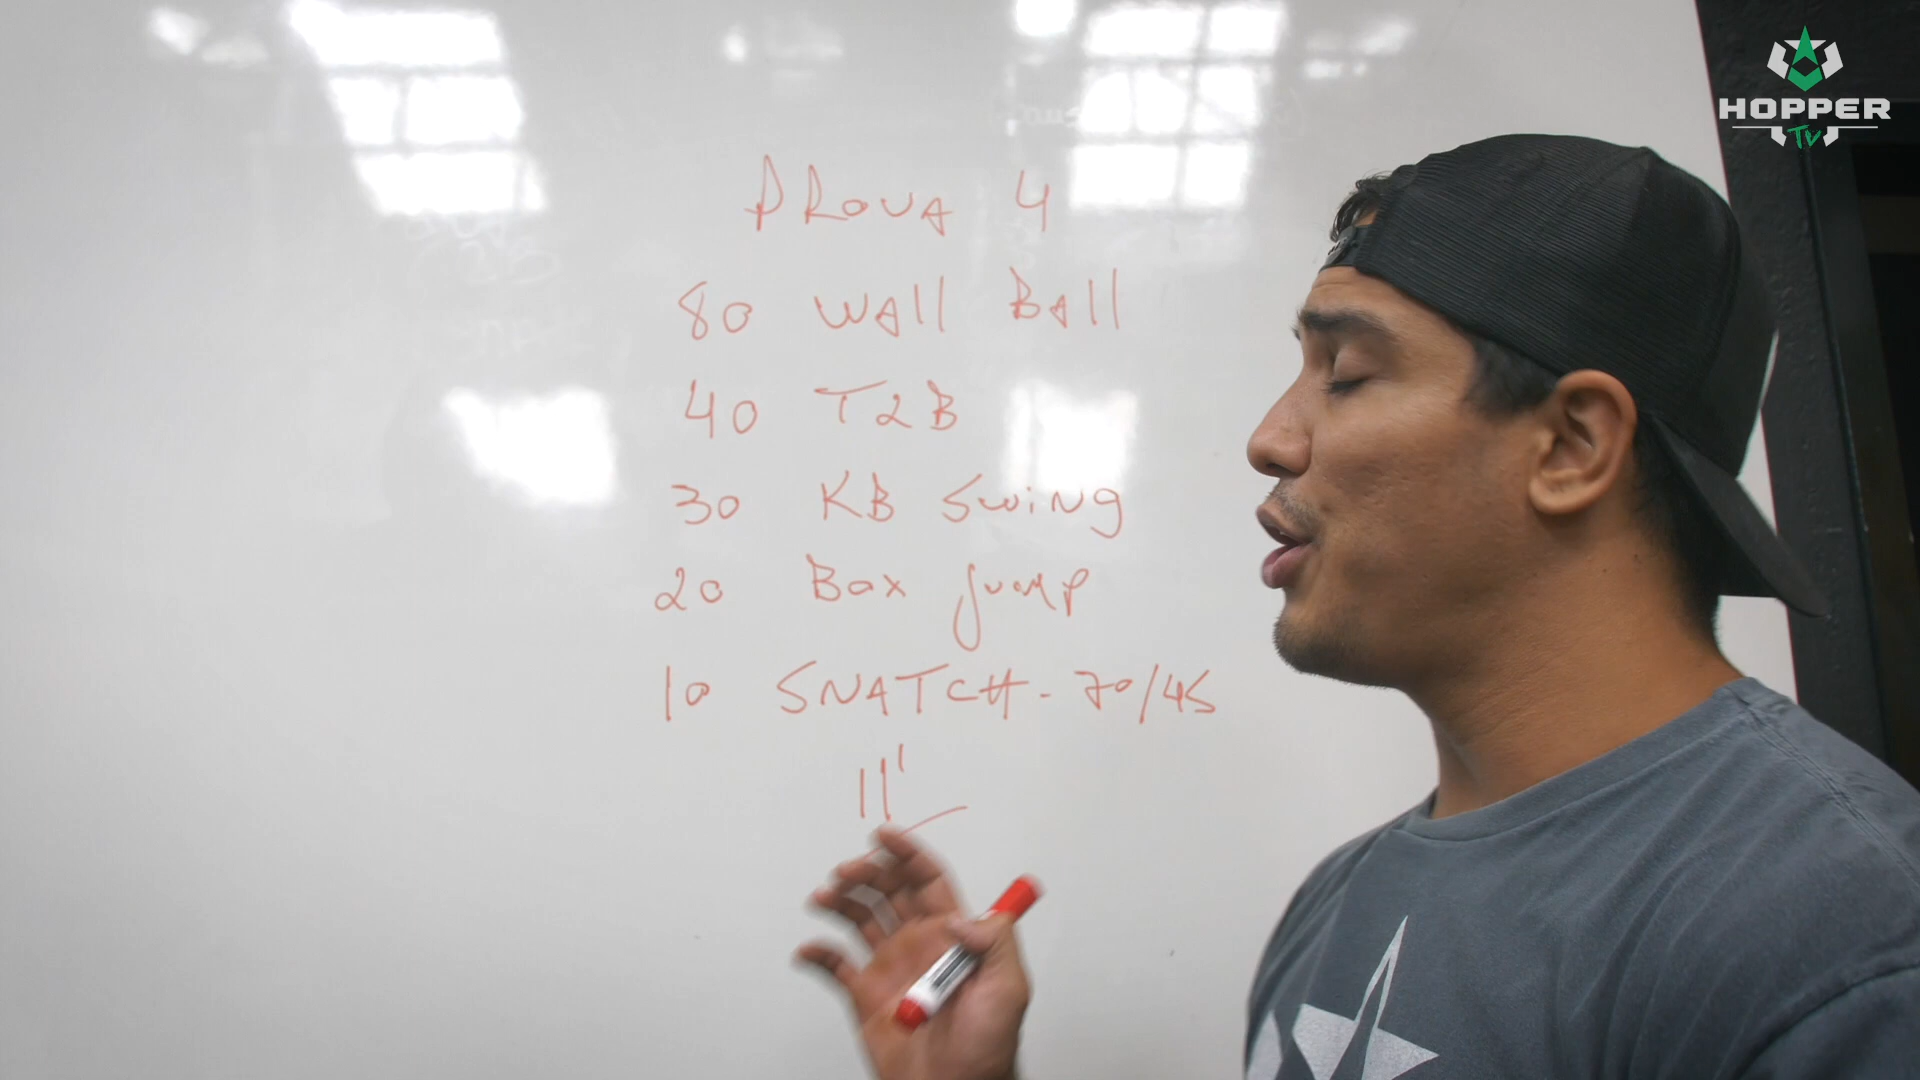 HOPPER
TV
PROVA 4
80 WAll BAll
40 T2B
30 KB Swing
20 Box jump
10 SNATCH - 70/45
11'